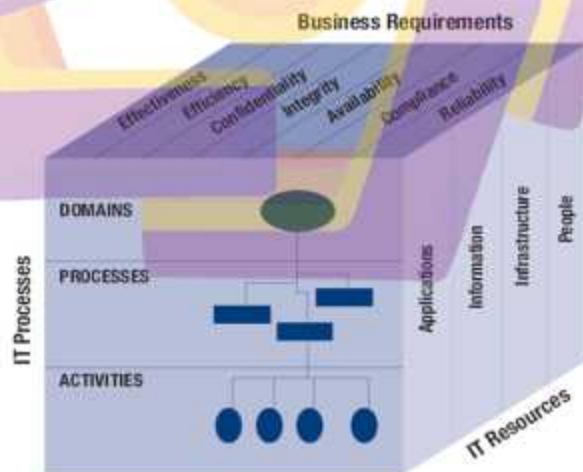 Business Requirements
Effectiveness
Efficiency
Confidentiality
Integrity
Availability
Compliance
Reliability
DOMAINS
PROCESSES
ACTIVITIES
IT Processes
Applications
Information
Infrastructure
People
IT Resources